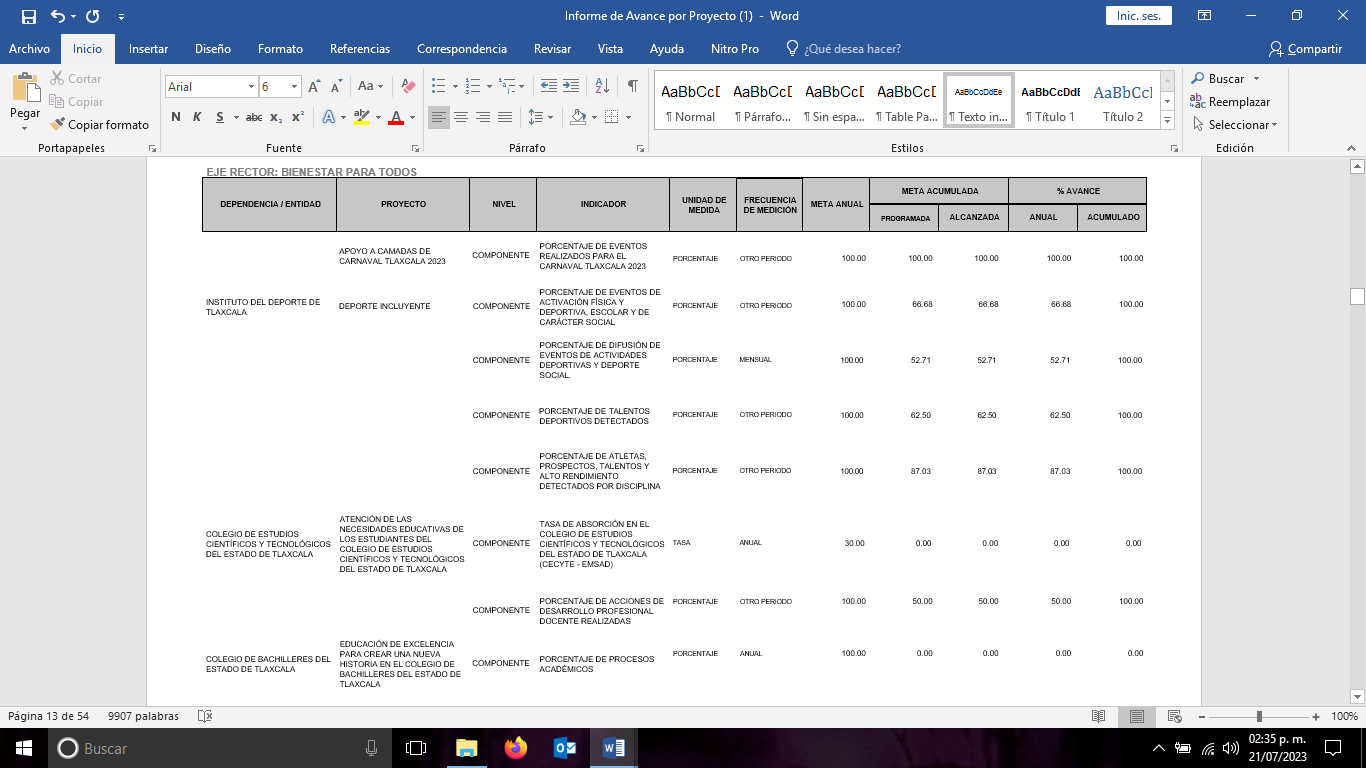 Informe de Avance por Proyecto (1) - Word
Inic. ses.
Archivo Inicio Insertar Diseño Formato Referencias Correspondencia Revisar Vista Ayuda Nitro Pro ¿Qué desea hacer? Compartir
Pegar
Cortar
Copiar
Copiar formato
Portapapeles
Arial 6
N K S abc x₂ x²
Fuente
Párrafo
AaBbCcI AaBbCcI AaBbCcI AaBbCcI AaBbCcDdEe AaBbCcDdE AaBbCcI
¶ Normal ¶ Párrafo... ¶ Sin espa... ¶ Table Pa... ¶ Texto in... ¶ Título 1 Título 2
Estilos
Buscar
Reemplazar
Seleccionar
Edición
EJE RECTOR: BIENESTAR PARA TODOS
DEPENDENCIA / ENTIDAD PROYECTO NIVEL INDICADOR UNIDAD DE MEDIDA FRECUENCIA DE MEDICIÓN META ANUAL META ACUMULADA % AVANCE
PROGRAMADA ALCANZADA ANUAL ACUMULADO
APOYO A CAMADAS DE CARNAVAL TLAXCALA 2023 COMPONENTE PORCENTAJE DE EVENTOS REALIZADOS PARA EL CARNAVAL TLAXCALA 2023 PORCENTAJE OTRO PERIODO 100.00 100.00 100.00 100.00 100.00
INSTITUTO DEL DEPORTE DE TLAXCALA DEPORTE INCLUYENTE COMPONENTE PORCENTAJE DE EVENTOS DE ACTIVACIÓN FÍSICA Y DEPORTIVA, ESCOLAR Y DE CARÁCTER SOCIAL PORCENTAJE OTRO PERIODO 100.00 66.68 66.68 66.68 100.00
COMPONENTE PORCENTAJE DE DIFUSIÓN DE EVENTOS DE ACTIVIDADES DEPORTIVAS Y DEPORTE SOCIAL. PORCENTAJE MENSUAL 100.00 52.71 52.71 52.71 100.00
COMPONENTE PORCENTAJE DE TALENTOS DEPORTIVOS DETECTADOS PORCENTAJE OTRO PERIODO 100.00 62.50 62.50 62.50 100.00
COMPONENTE PORCENTAJE DE ATLETAS, PROSPECTOS, TALENTOS Y ALTO RENDIMIENTO DETECTADOS POR DISCIPLINA PORCENTAJE OTRO PERIODO 100.00 87.03 87.03 87.03 100.00
COLEGIO DE ESTUDIOS CIENTÍFICOS Y TECNOLÓGICOS DEL ESTADO DE TLAXCALA ATENCIÓN DE LAS NECESIDADES EDUCATIVAS DE LOS ESTUDIANTES DEL COLEGIO DE ESTUDIOS CIENTÍFICOS Y TECNOLÓGICOS DEL ESTADO DE TLAXCALA COMPONENTE TASA DE ABSORCIÓN EN EL COLEGIO DE ESTUDIOS CIENTÍFICOS Y TECNOLÓGICOS DEL ESTADO DE TLAXCALA (CECYTE - EMSAD) TASA ANUAL 30.00 0.00 0.00 0.00 0.00
COMPONENTE PORCENTAJE DE ACCIONES DE DESARROLLO PROFESIONAL DOCENTE REALIZADAS PORCENTAJE OTRO PERIODO 100.00 50.00 50.00 50.00 100.00
COLEGIO DE BACHILLERES DEL ESTADO DE TLAXCALA EDUCACIÓN DE EXCELENCIA PARA CREAR UNA NUEVA HISTORIA EN EL COLEGIO DE BACHILLERES DEL ESTADO DE TLAXCALA COMPONENTE PORCENTAJE DE PROCESOS ACADÉMICOS PORCENTAJE ANUAL 100.00 0.00 0.00 0.00 0.00
Página 13 de 54 9907 palabras 100%
Buscar
02:35 p. m.
21/07/2023